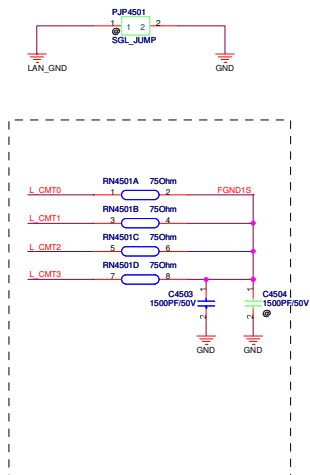 PJP4501
1 1 2 2
@
SGL_JUMP
LAN_GND GND
RN4501A 75Ohm
L_CMT0 1 2 FGND1S
RN4501B 75Ohm
L_CMT1 3 4
RN4501C 75Ohm
L_CMT2 5 6
RN4501D 75Ohm
L_CMT3 7 8
1 1
C4503 C4504
1500PF/50V 1500PF/50V
@
2 2
GND GND